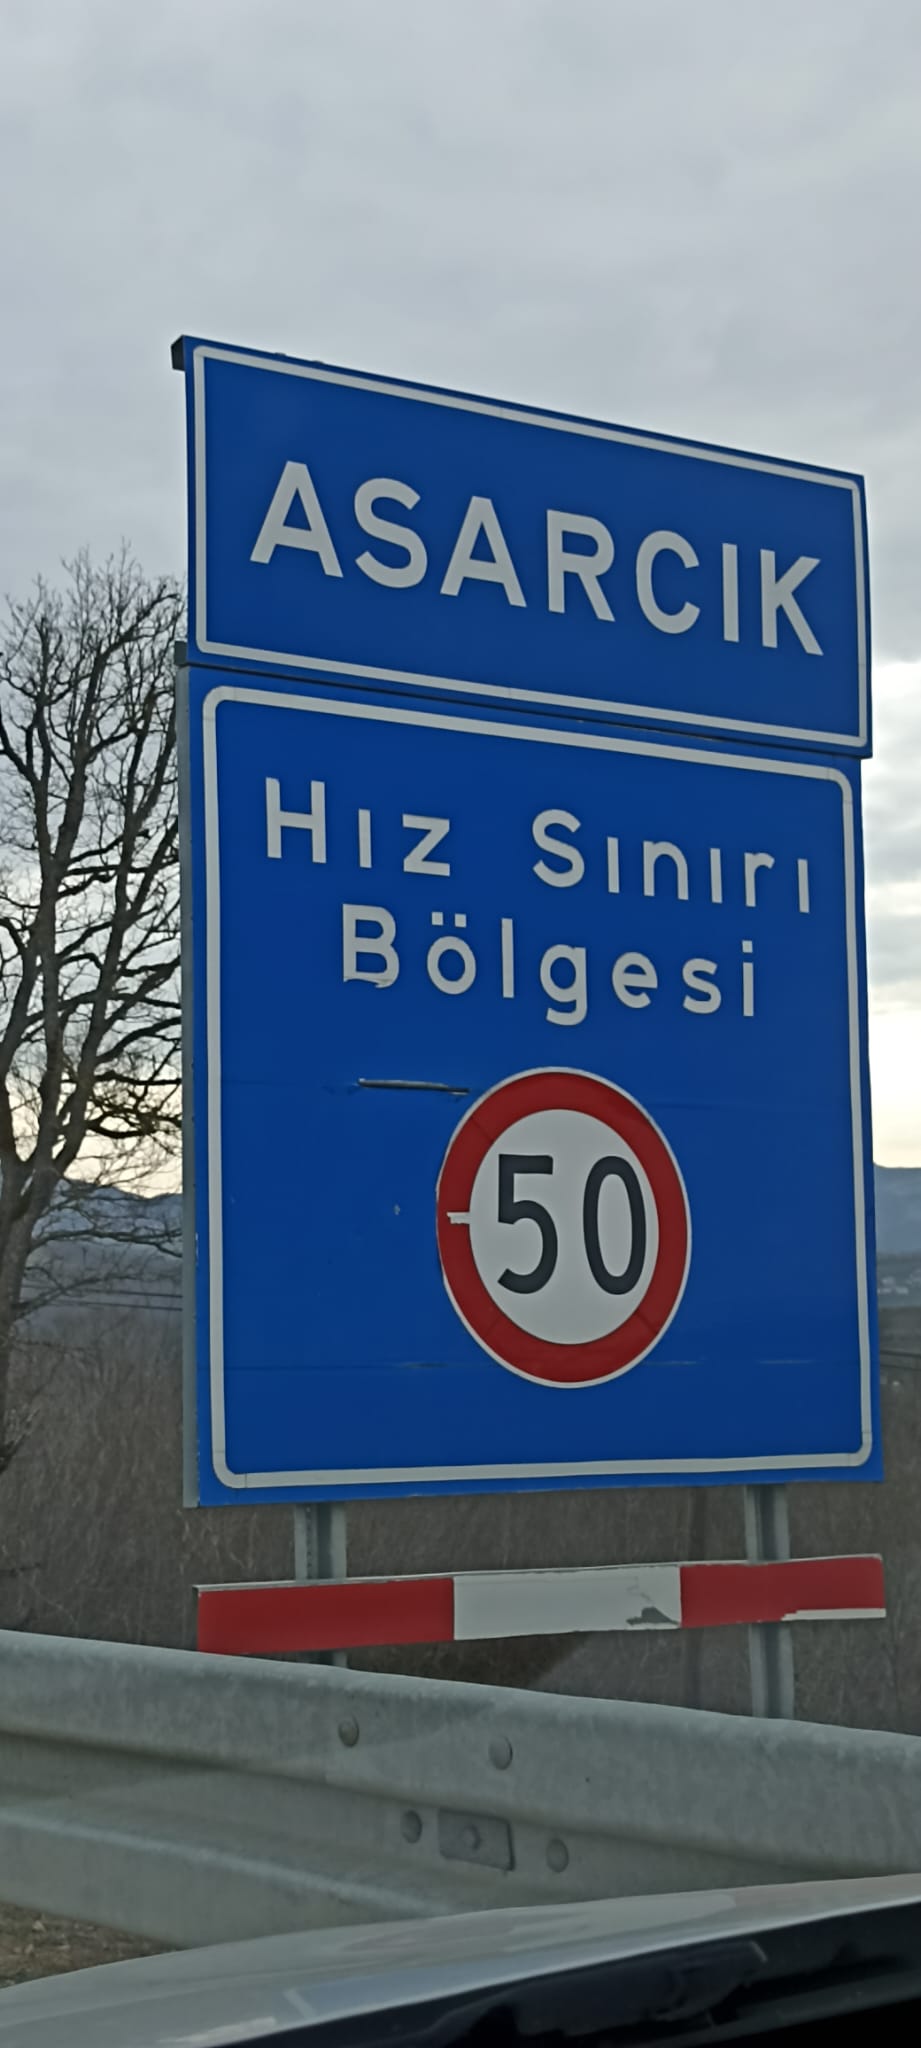 ASARCIK
Hız Sınırı
Bölgesi
50